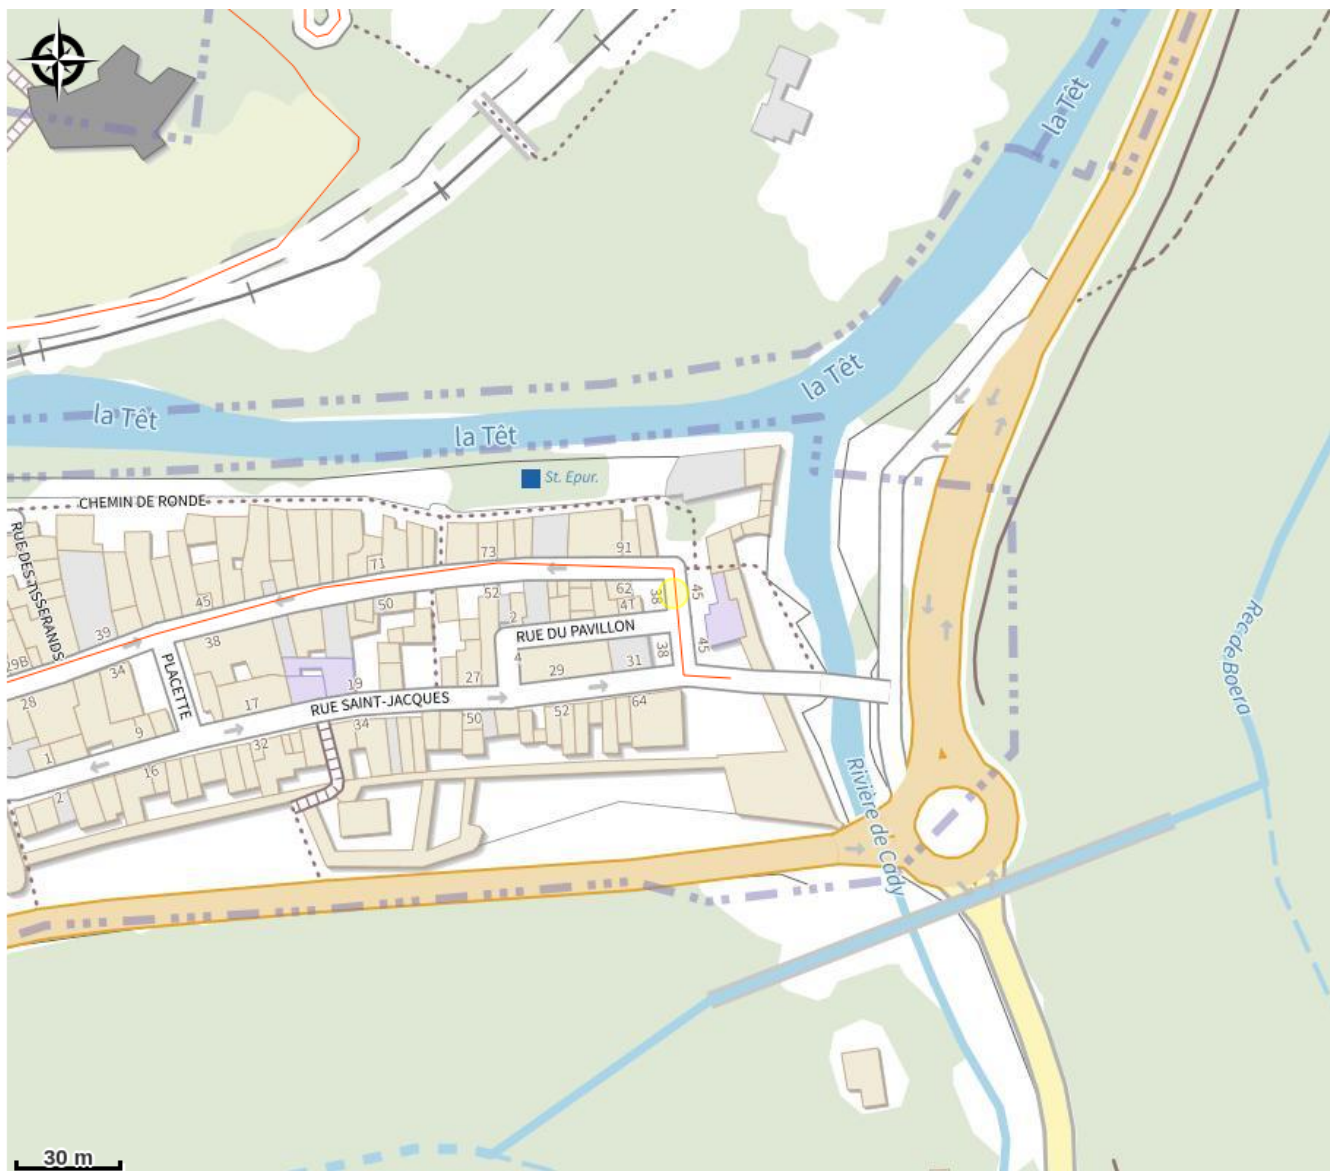 la Têt
la Têt
la Têt
la Têt
St. Epur.
CHEMIN DE RONDE
RUE DES TISSERANDS
91
73
71
62
38
45
52
41
50
2
45
RUE DU PAVILLON
39
38
38
45
4
29B
34
PLACETTE
29
31
27
19
17
RUE SAINT-JACQUES
28
64
52
50
34
9
32
1
16
2
Rec de Boera
Rivière de Cady
30 m